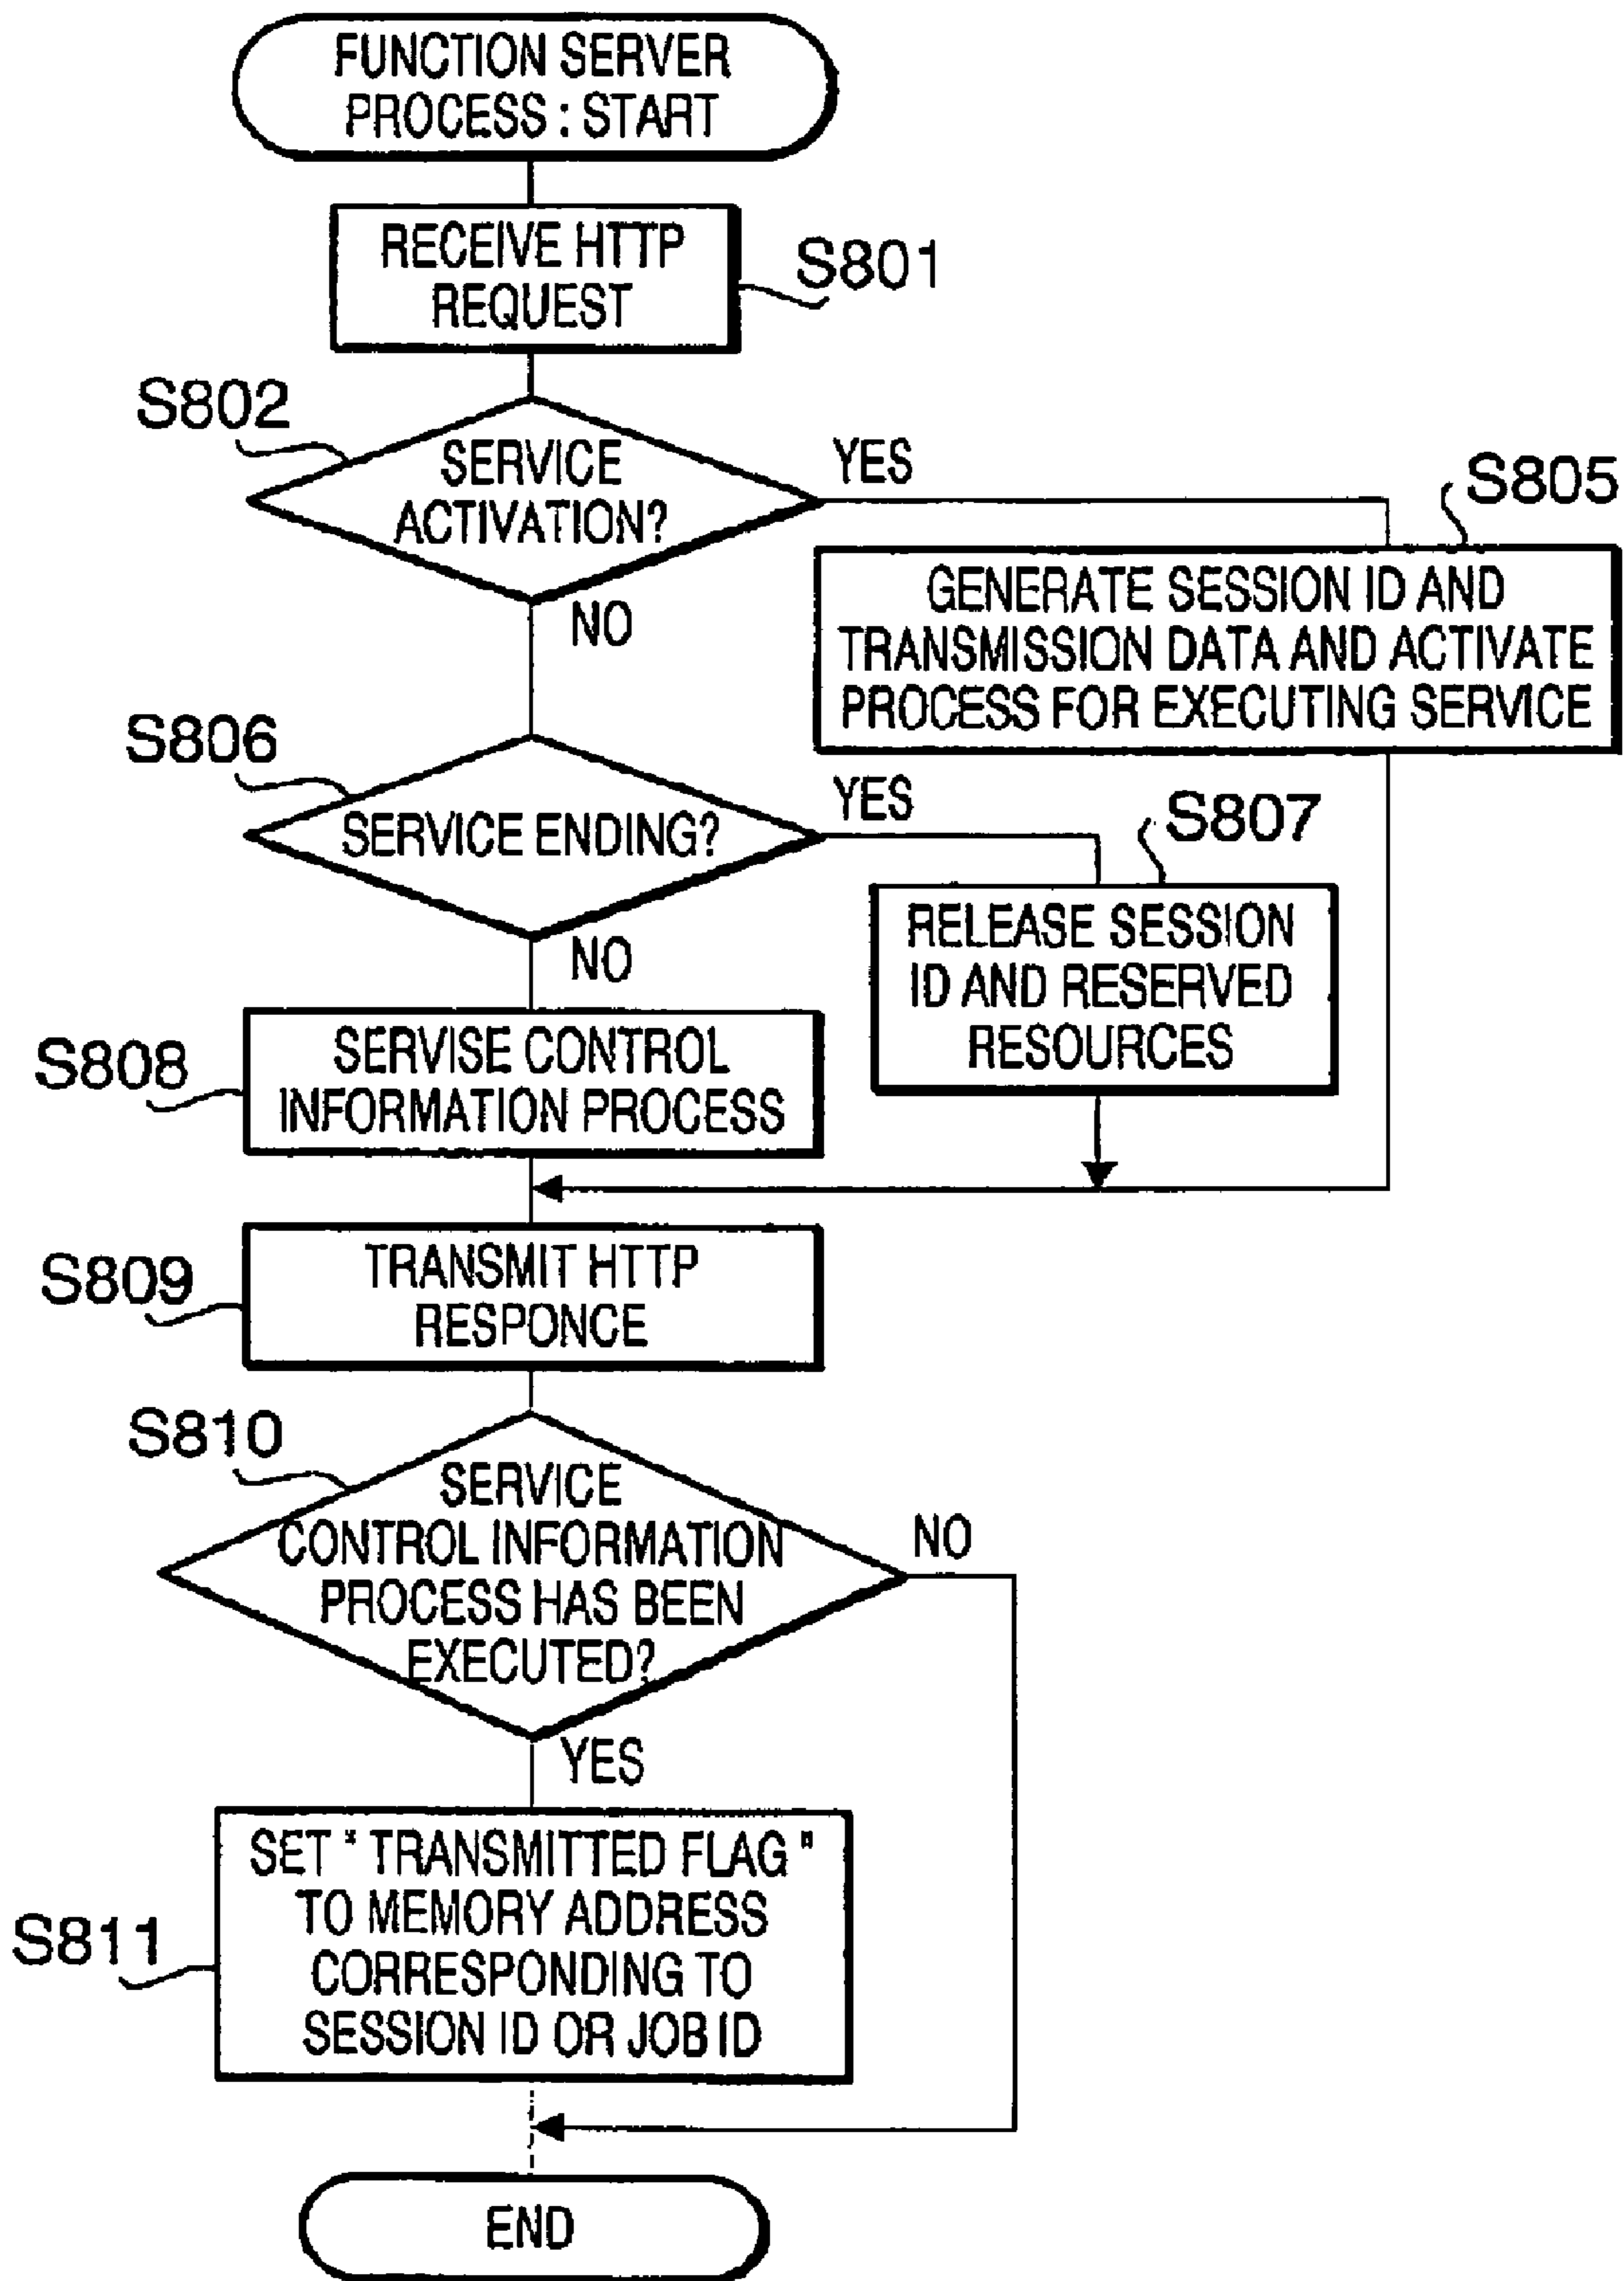 FUNCTION SERVER
PROCESS : START
RECEIVE HTTP
REQUEST
S801
S802
SERVICE
ACTIVATION?
YES
NO
S805
GENERATE SESSION ID AND
TRANSMISSION DATA AND ACTIVATE
PROCESS FOR EXECUTING SERVICE
S806
SERVICE ENDING?
YES
NO
S807
RELEASE SESSION
ID AND RESERVED
RESOURCES
S808
SERVISE CONTROL
INFORMATION PROCESS
S809
TRANSMIT HTTP
RESPONCE
S810
SERVICE
CONTROL INFORMATION
PROCESS HAS BEEN
EXECUTED?
NO
YES
S811
SET " TRANSMITTED FLAG "
TO MEMORY ADDRESS
CORRESPONDING TO
SESSION ID OR JOB ID
END